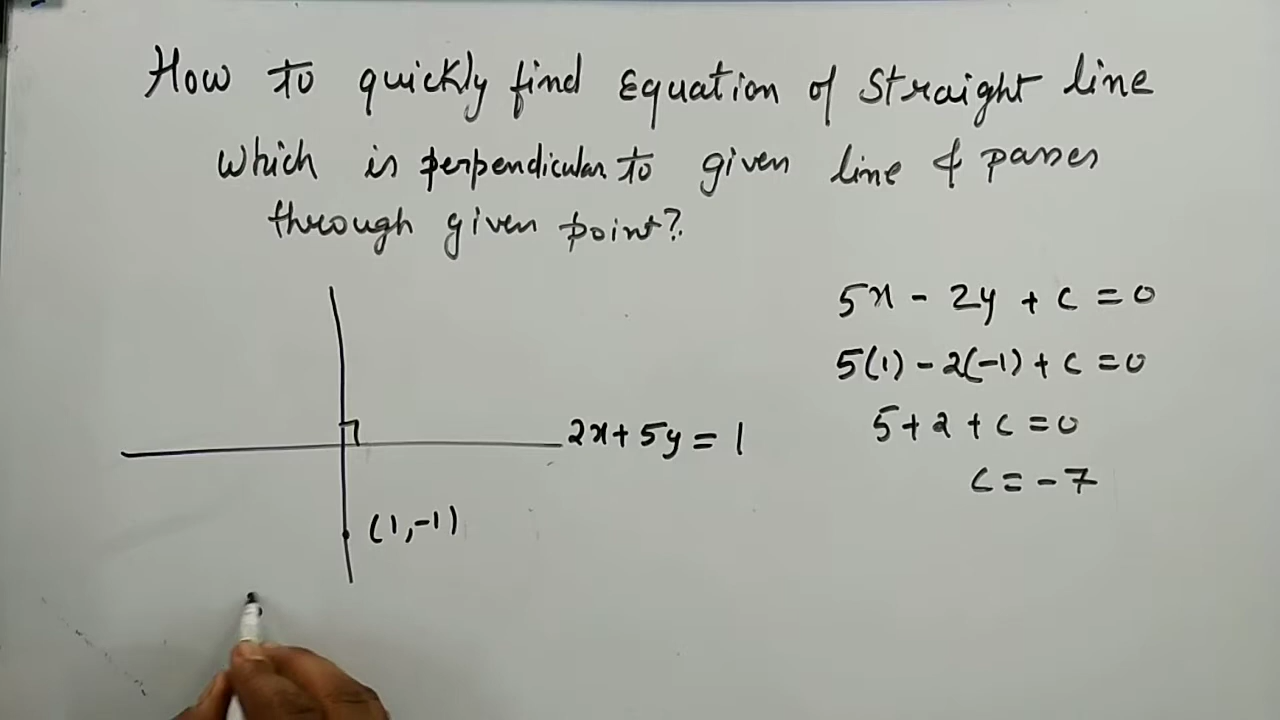 How to quickly find Equation of Straight line
which is perpendicular to given line & passes
through given point?
2x + 5y = 1
(1,-1)
5x - 2y + c = 0
5(1) - 2(-1) + c = 0
5 + 2 + c = 0
c = -7